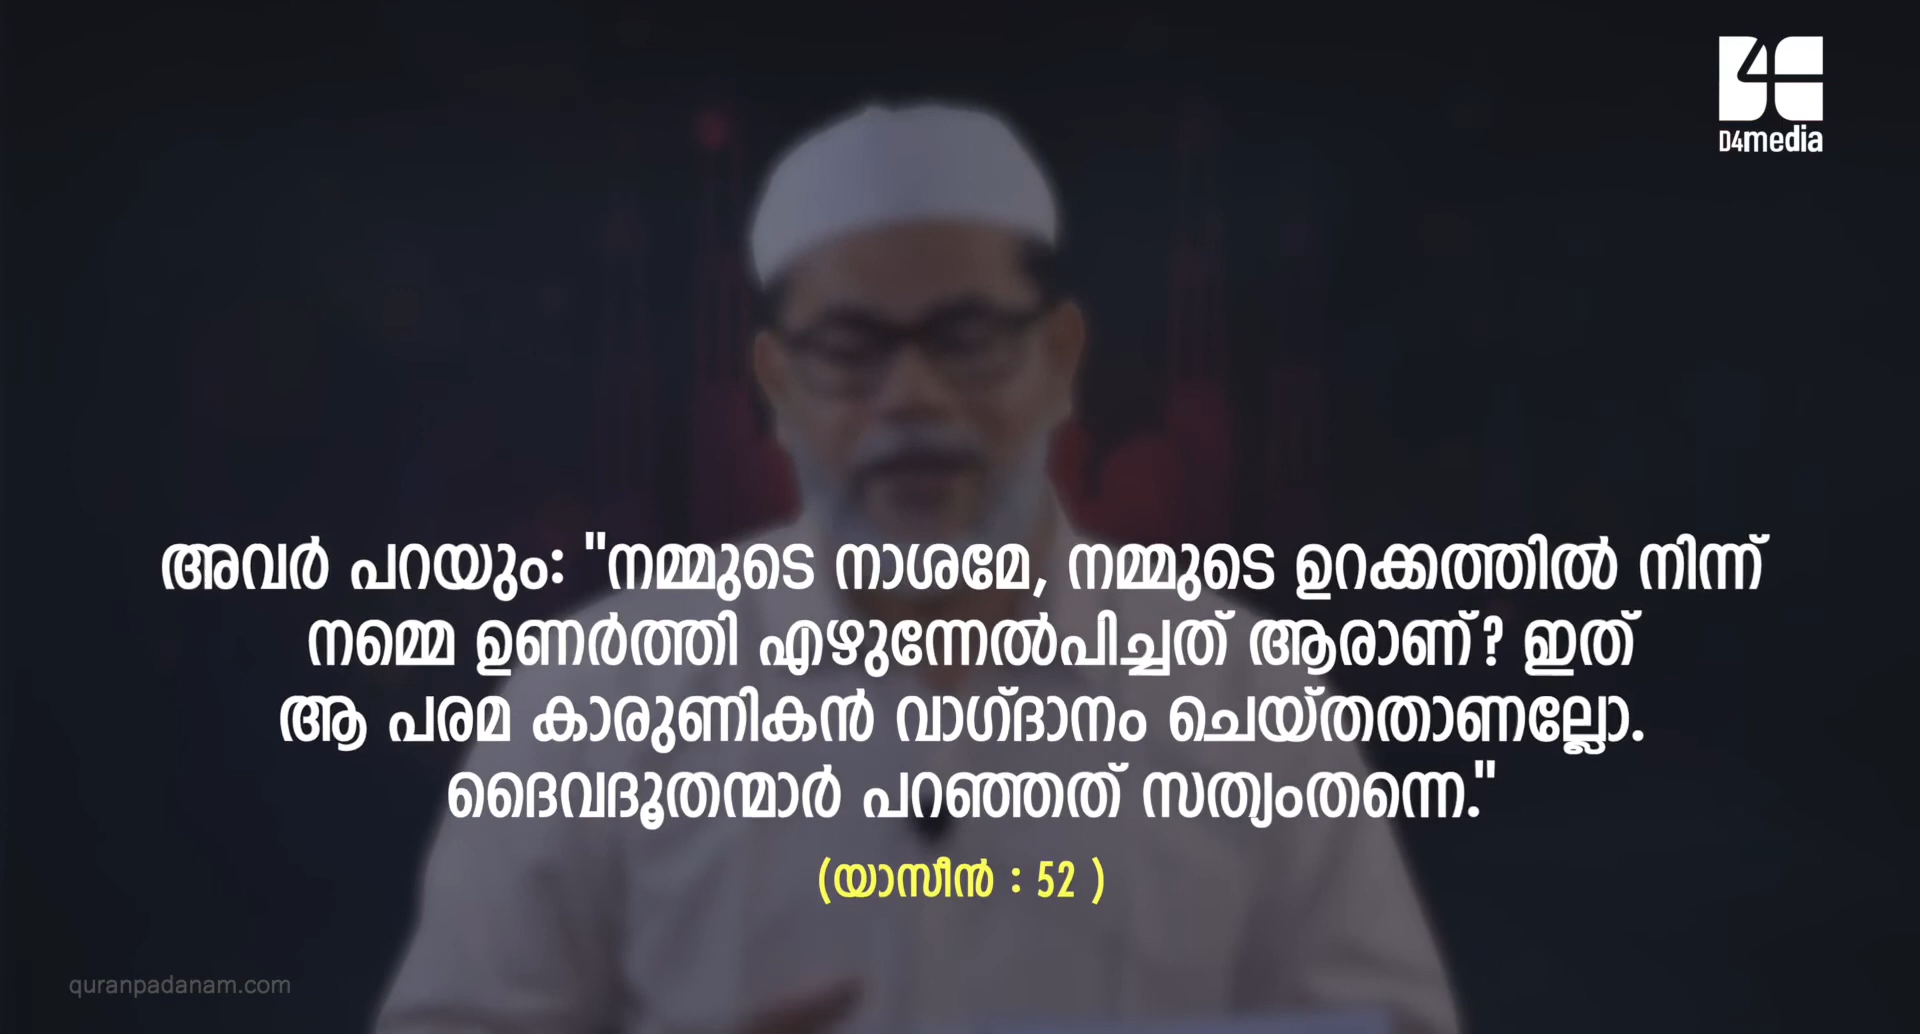 D4media
അവർ പറയും: "നമ്മുടെ നാശമേ, നമ്മുടെ ഉറക്കത്തിൽ നിന്ന്
നമ്മെ ഉണർത്തി എഴുന്നേൽപിച്ചത് ആരാണ്? ഇത്
ആ പരമ കാരുണികൻ വാഗ്ദാനം ചെയ്തതാണല്ലോ.
ദൈവദൂതന്മാർ പറഞ്ഞത് സത്യംതന്നെ."
(യാസീൻ : 52 )
quranpadanam.com